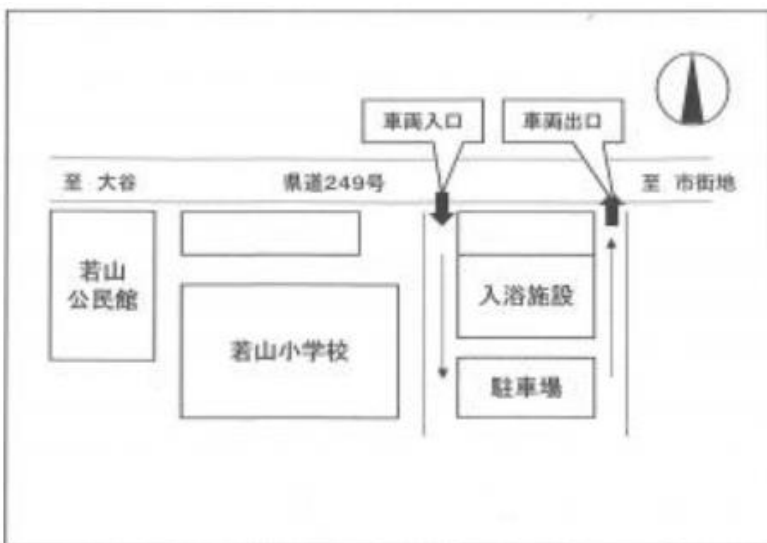 車両入口
車両出口
至 大谷
県道249号
至 市街地
若山
公民館
入浴施設
若山小学校
駐車場